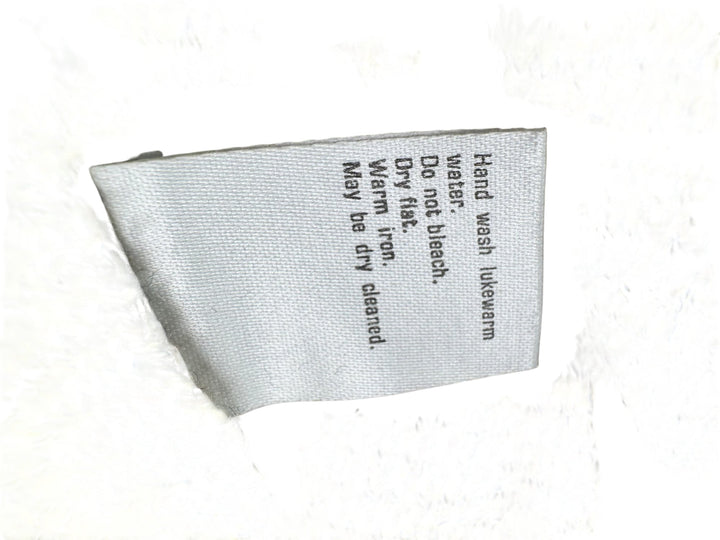 Hand wash lukewarm
water.
Do not bleach.
Dry flat.
Warm iron.
May be dry cleaned.